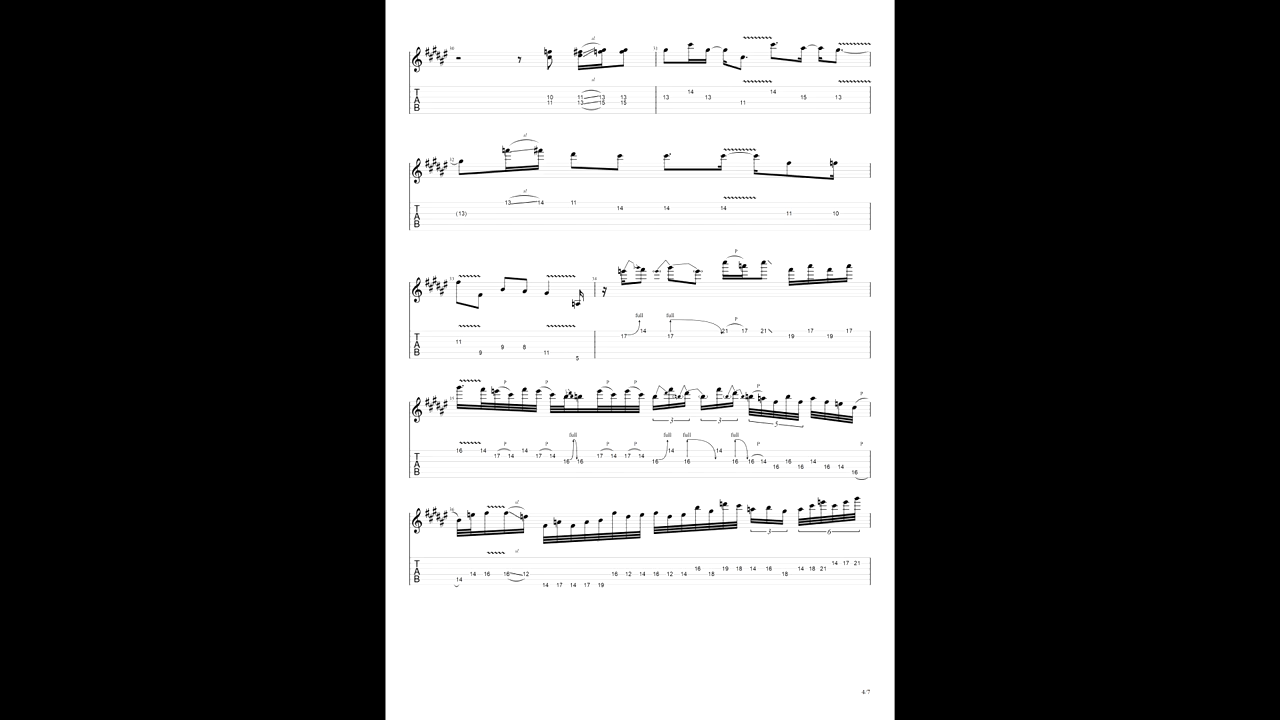 10 sl 11
sl
10 11 13 13 13 14 13 14 15 13
11 13 15 15 11
12 sl
sl
13 14 11
(13) 14 14 14 11 10
13 14 P
full full P
17 14 17 21 17 21 19 17 19 17
11 9 9 8 11 5
15 P P P P P P
3 3 5
P P full P P full full full P P
16 14 17 14 14 17 14 16 16 17 14 17 14 16 14 16 14 16 16 14 16 16 16 14 16 14 16
16 sl
3 6
sl
14 14 16 16 12 14 17 14 17 19 16 12 14 16 12 14 16 18 19 18 14 16 18 14 18 21 14 17 21
4/7